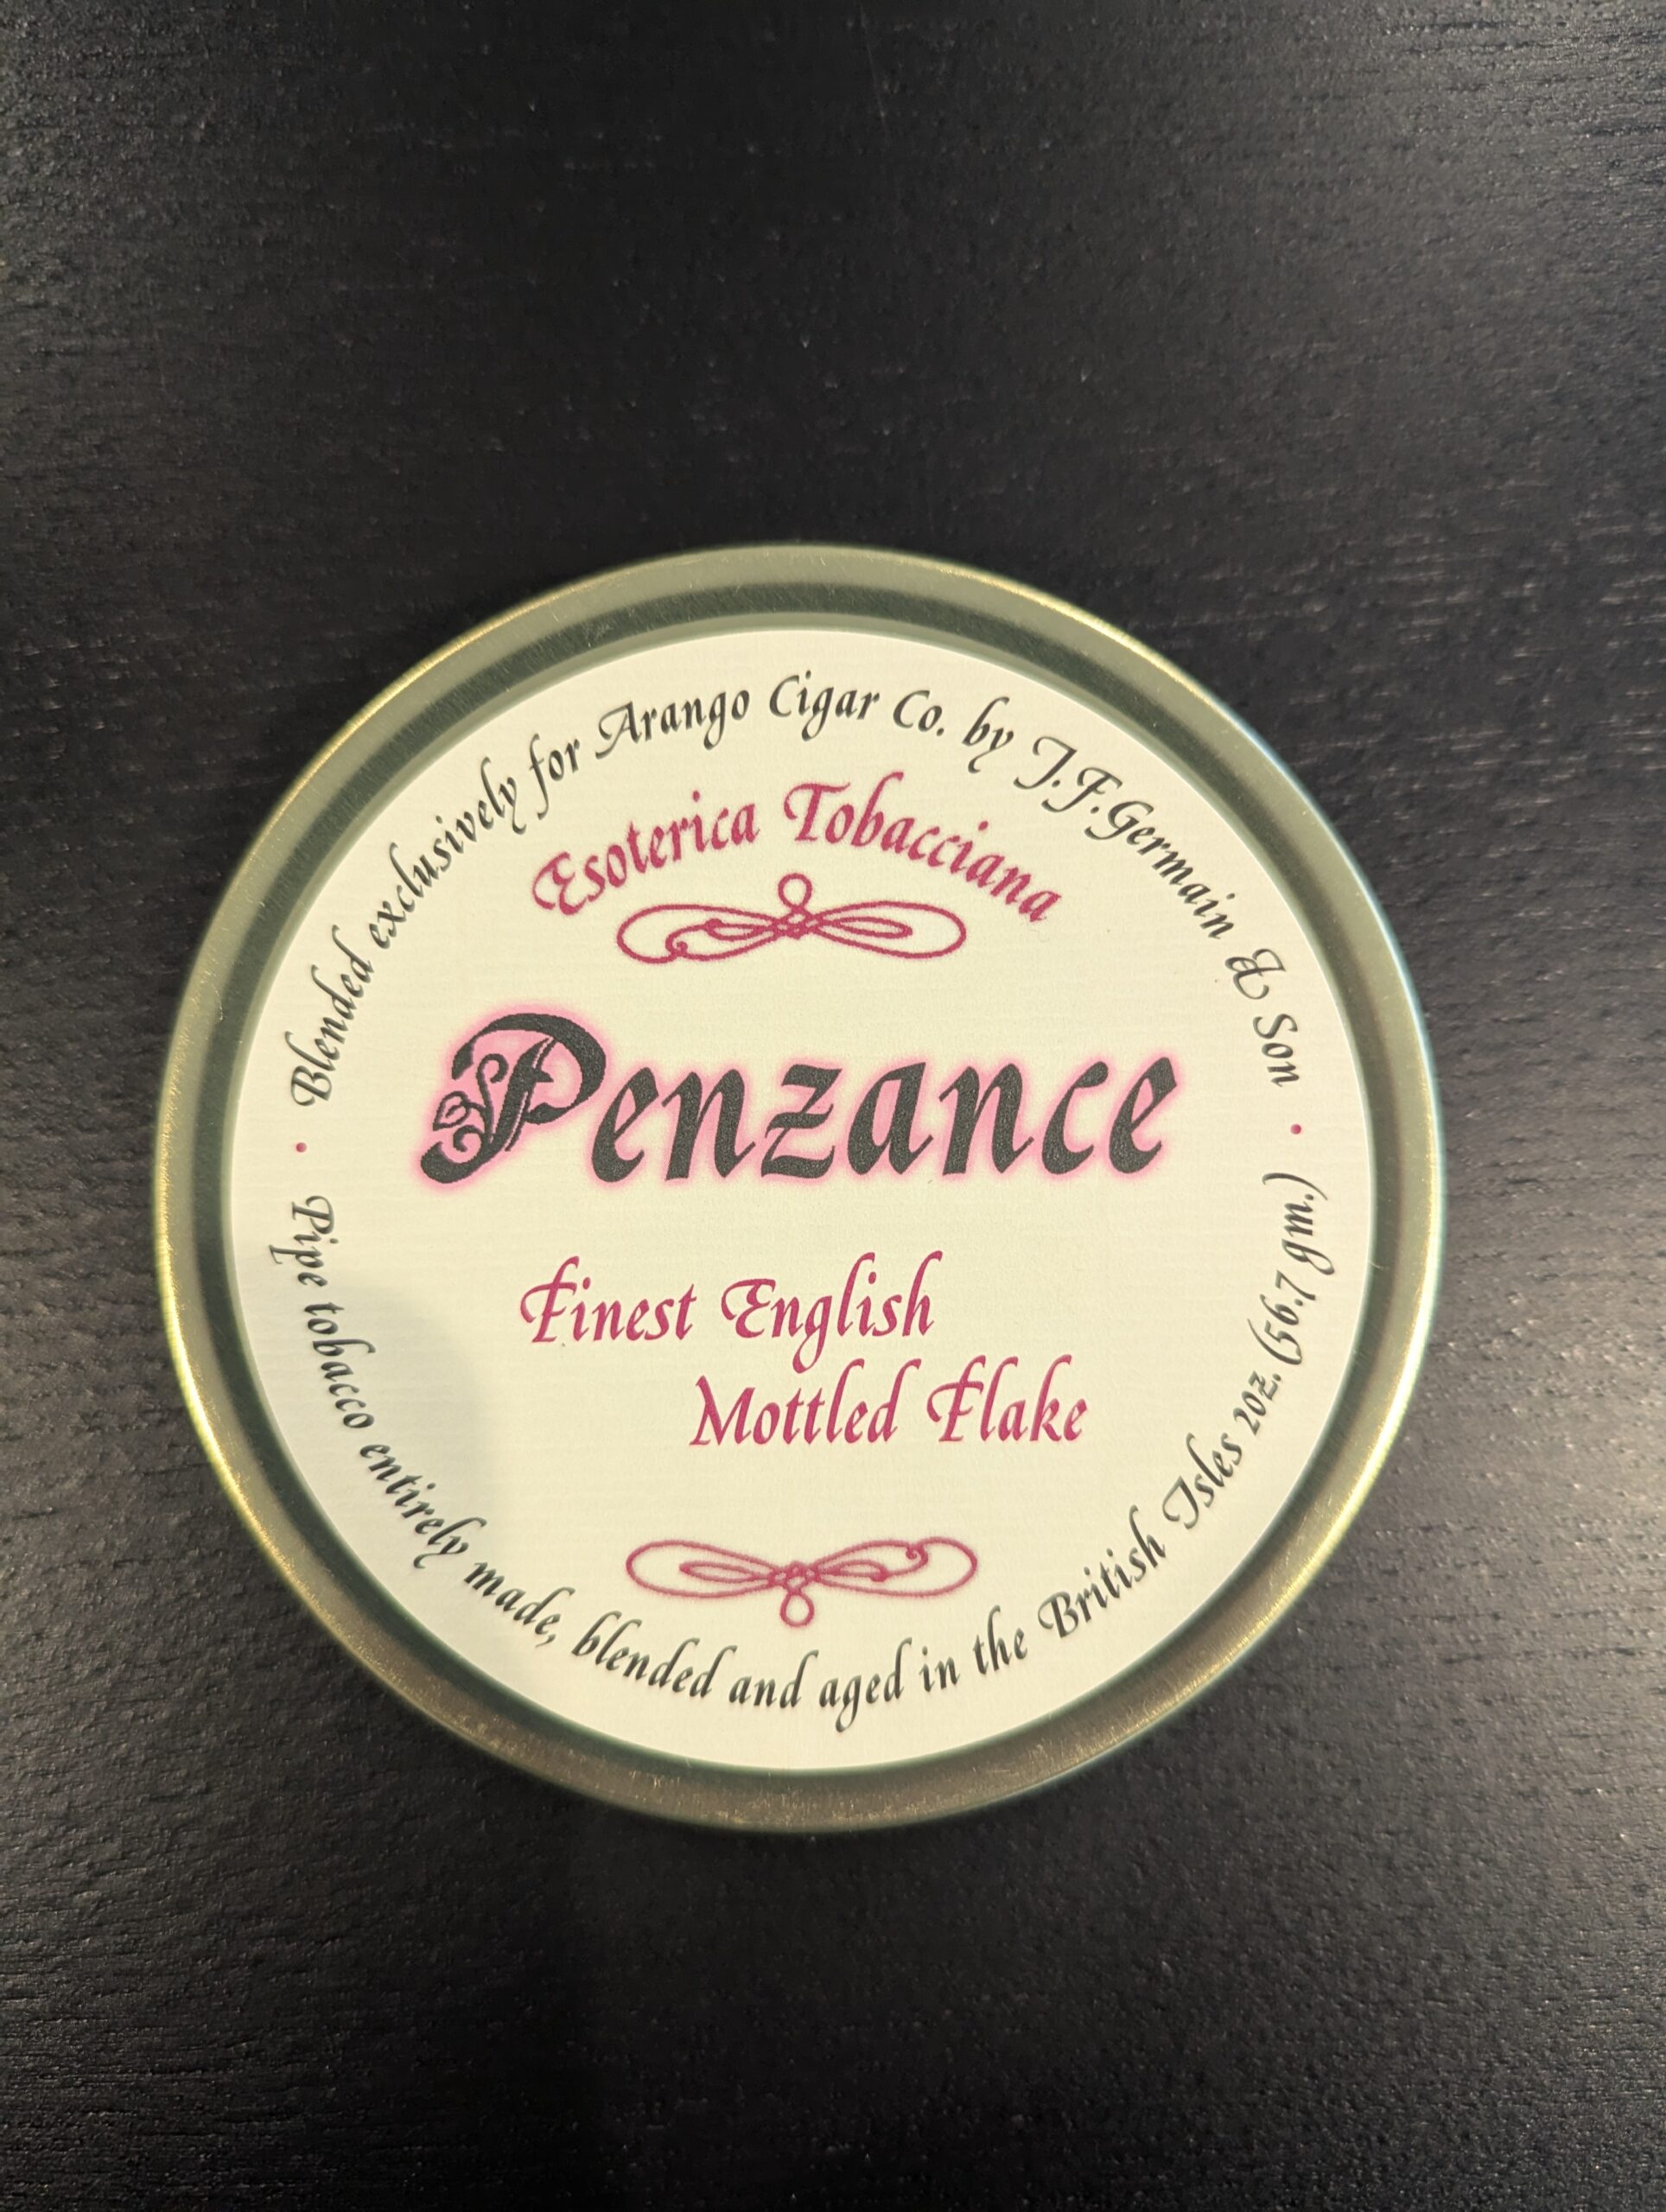 Blended exclusively for Arango Cigar Co. by J.F.Germain & Son
Esoterica Tobacciana
Penzance
Finest English
Mottled Flake
Pipe tobacco entirely made, blended and aged in the British Isles 2oz. (56.7 gm.)